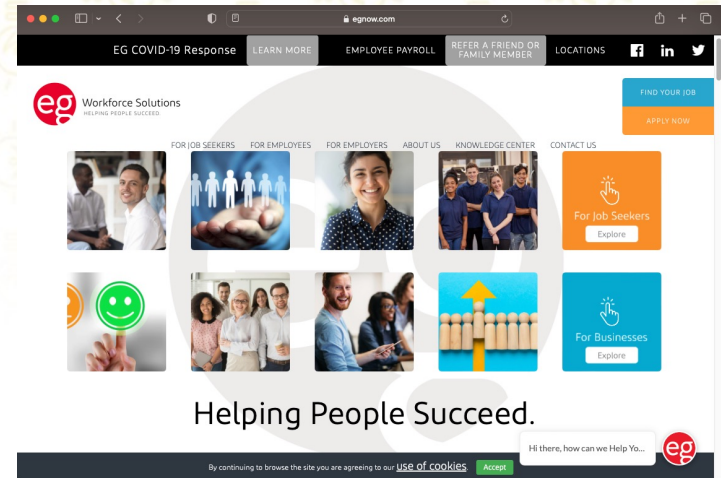 egnow.com
EG COVID-19 Response
LEARN MORE
EMPLOYEE PAYROLL
REFER A FRIEND OR
FAMILY MEMBER
LOCATIONS
f
in
eg
Workforce Solutions
HELPING PEOPLE SUCCEED.
FIND YOUR JOB
APPLY NOW
FOR JOB SEEKERS
FOR EMPLOYEES
FOR EMPLOYERS
ABOUT US
KNOWLEDGE CENTER
CONTACT US
eg
For Job Seekers
Explore
For Businesses
Explore
Helping People Succeed.
Hi there, how can we Help Yo...
eg
By continuing to browse the site you are agreeing to our use of cookies.
Accept